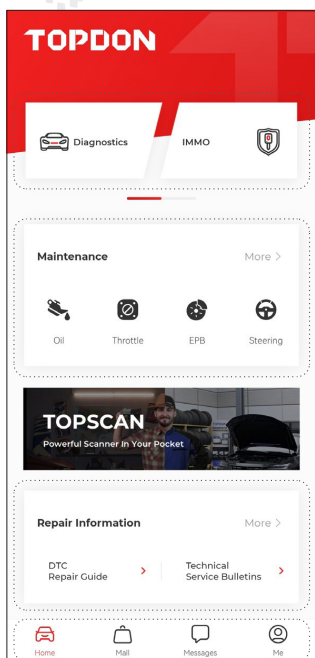 TOPDON
Diagnostics
IMMO
Maintenance
More >
Oil
Throttle
EPB
Steering
TOPSCAN
Powerful Scanner In Your Pocket
Repair Information
More >
DTC
Repair Guide
Technical
Service Bulletins
Home
Mall
Messages
Me